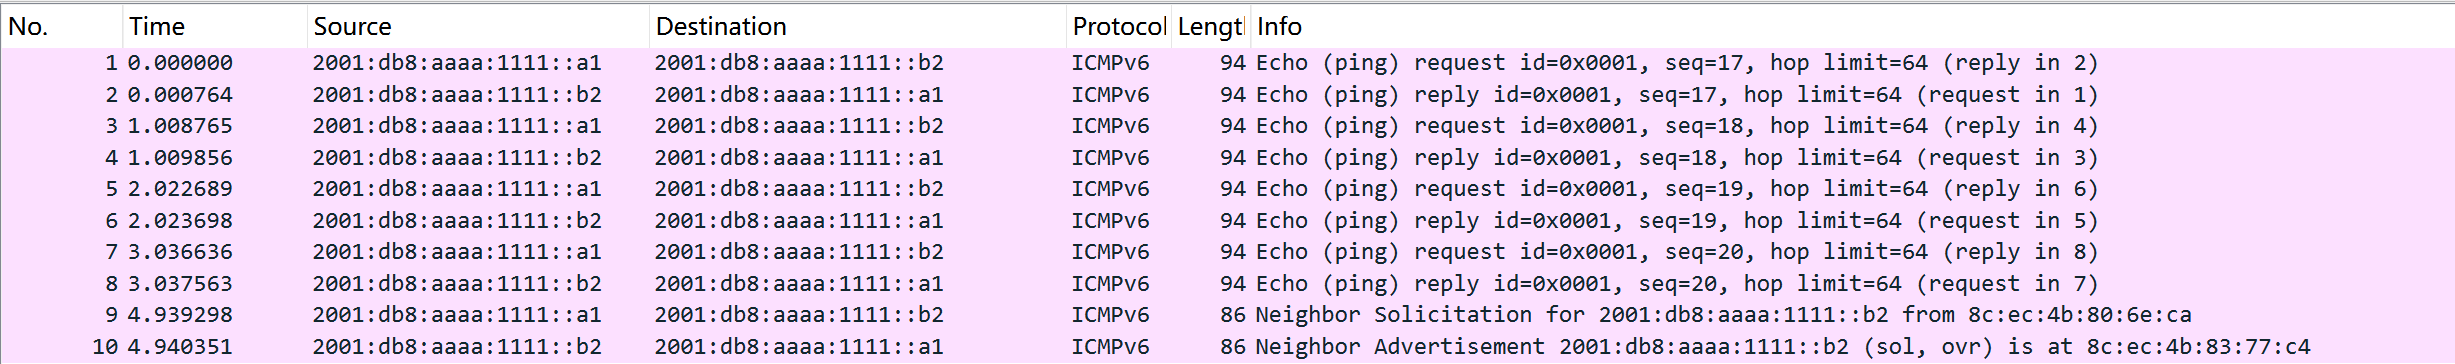 No. Time Source Destination Protocol Length Info
1 0.000000 2001:db8:aaaa:1111::a1 2001:db8:aaaa:1111::b2 ICMPv6 94 Echo (ping) request id=0x0001, seq=17, hop limit=64 (reply in 2)
2 0.000764 2001:db8:aaaa:1111::b2 2001:db8:aaaa:1111::a1 ICMPv6 94 Echo (ping) reply id=0x0001, seq=17, hop limit=64 (request in 1)
3 1.008765 2001:db8:aaaa:1111::a1 2001:db8:aaaa:1111::b2 ICMPv6 94 Echo (ping) request id=0x0001, seq=18, hop limit=64 (reply in 4)
4 1.009856 2001:db8:aaaa:1111::b2 2001:db8:aaaa:1111::a1 ICMPv6 94 Echo (ping) reply id=0x0001, seq=18, hop limit=64 (request in 3)
5 2.022689 2001:db8:aaaa:1111::a1 2001:db8:aaaa:1111::b2 ICMPv6 94 Echo (ping) request id=0x0001, seq=19, hop limit=64 (reply in 6)
6 2.023698 2001:db8:aaaa:1111::b2 2001:db8:aaaa:1111::a1 ICMPv6 94 Echo (ping) reply id=0x0001, seq=19, hop limit=64 (request in 5)
7 3.036636 2001:db8:aaaa:1111::a1 2001:db8:aaaa:1111::b2 ICMPv6 94 Echo (ping) request id=0x0001, seq=20, hop limit=64 (reply in 8)
8 3.037563 2001:db8:aaaa:1111::b2 2001:db8:aaaa:1111::a1 ICMPv6 94 Echo (ping) reply id=0x0001, seq=20, hop limit=64 (request in 7)
9 4.939298 2001:db8:aaaa:1111::a1 2001:db8:aaaa:1111::b2 ICMPv6 86 Neighbor Solicitation for 2001:db8:aaaa:1111::b2 from 8c:ec:4b:80:6e:ca
10 4.940351 2001:db8:aaaa:1111::b2 2001:db8:aaaa:1111::a1 ICMPv6 86 Neighbor Advertisement 2001:db8:aaaa:1111::b2 (sol, ovr) is at 8c:ec:4b:83:77:c4